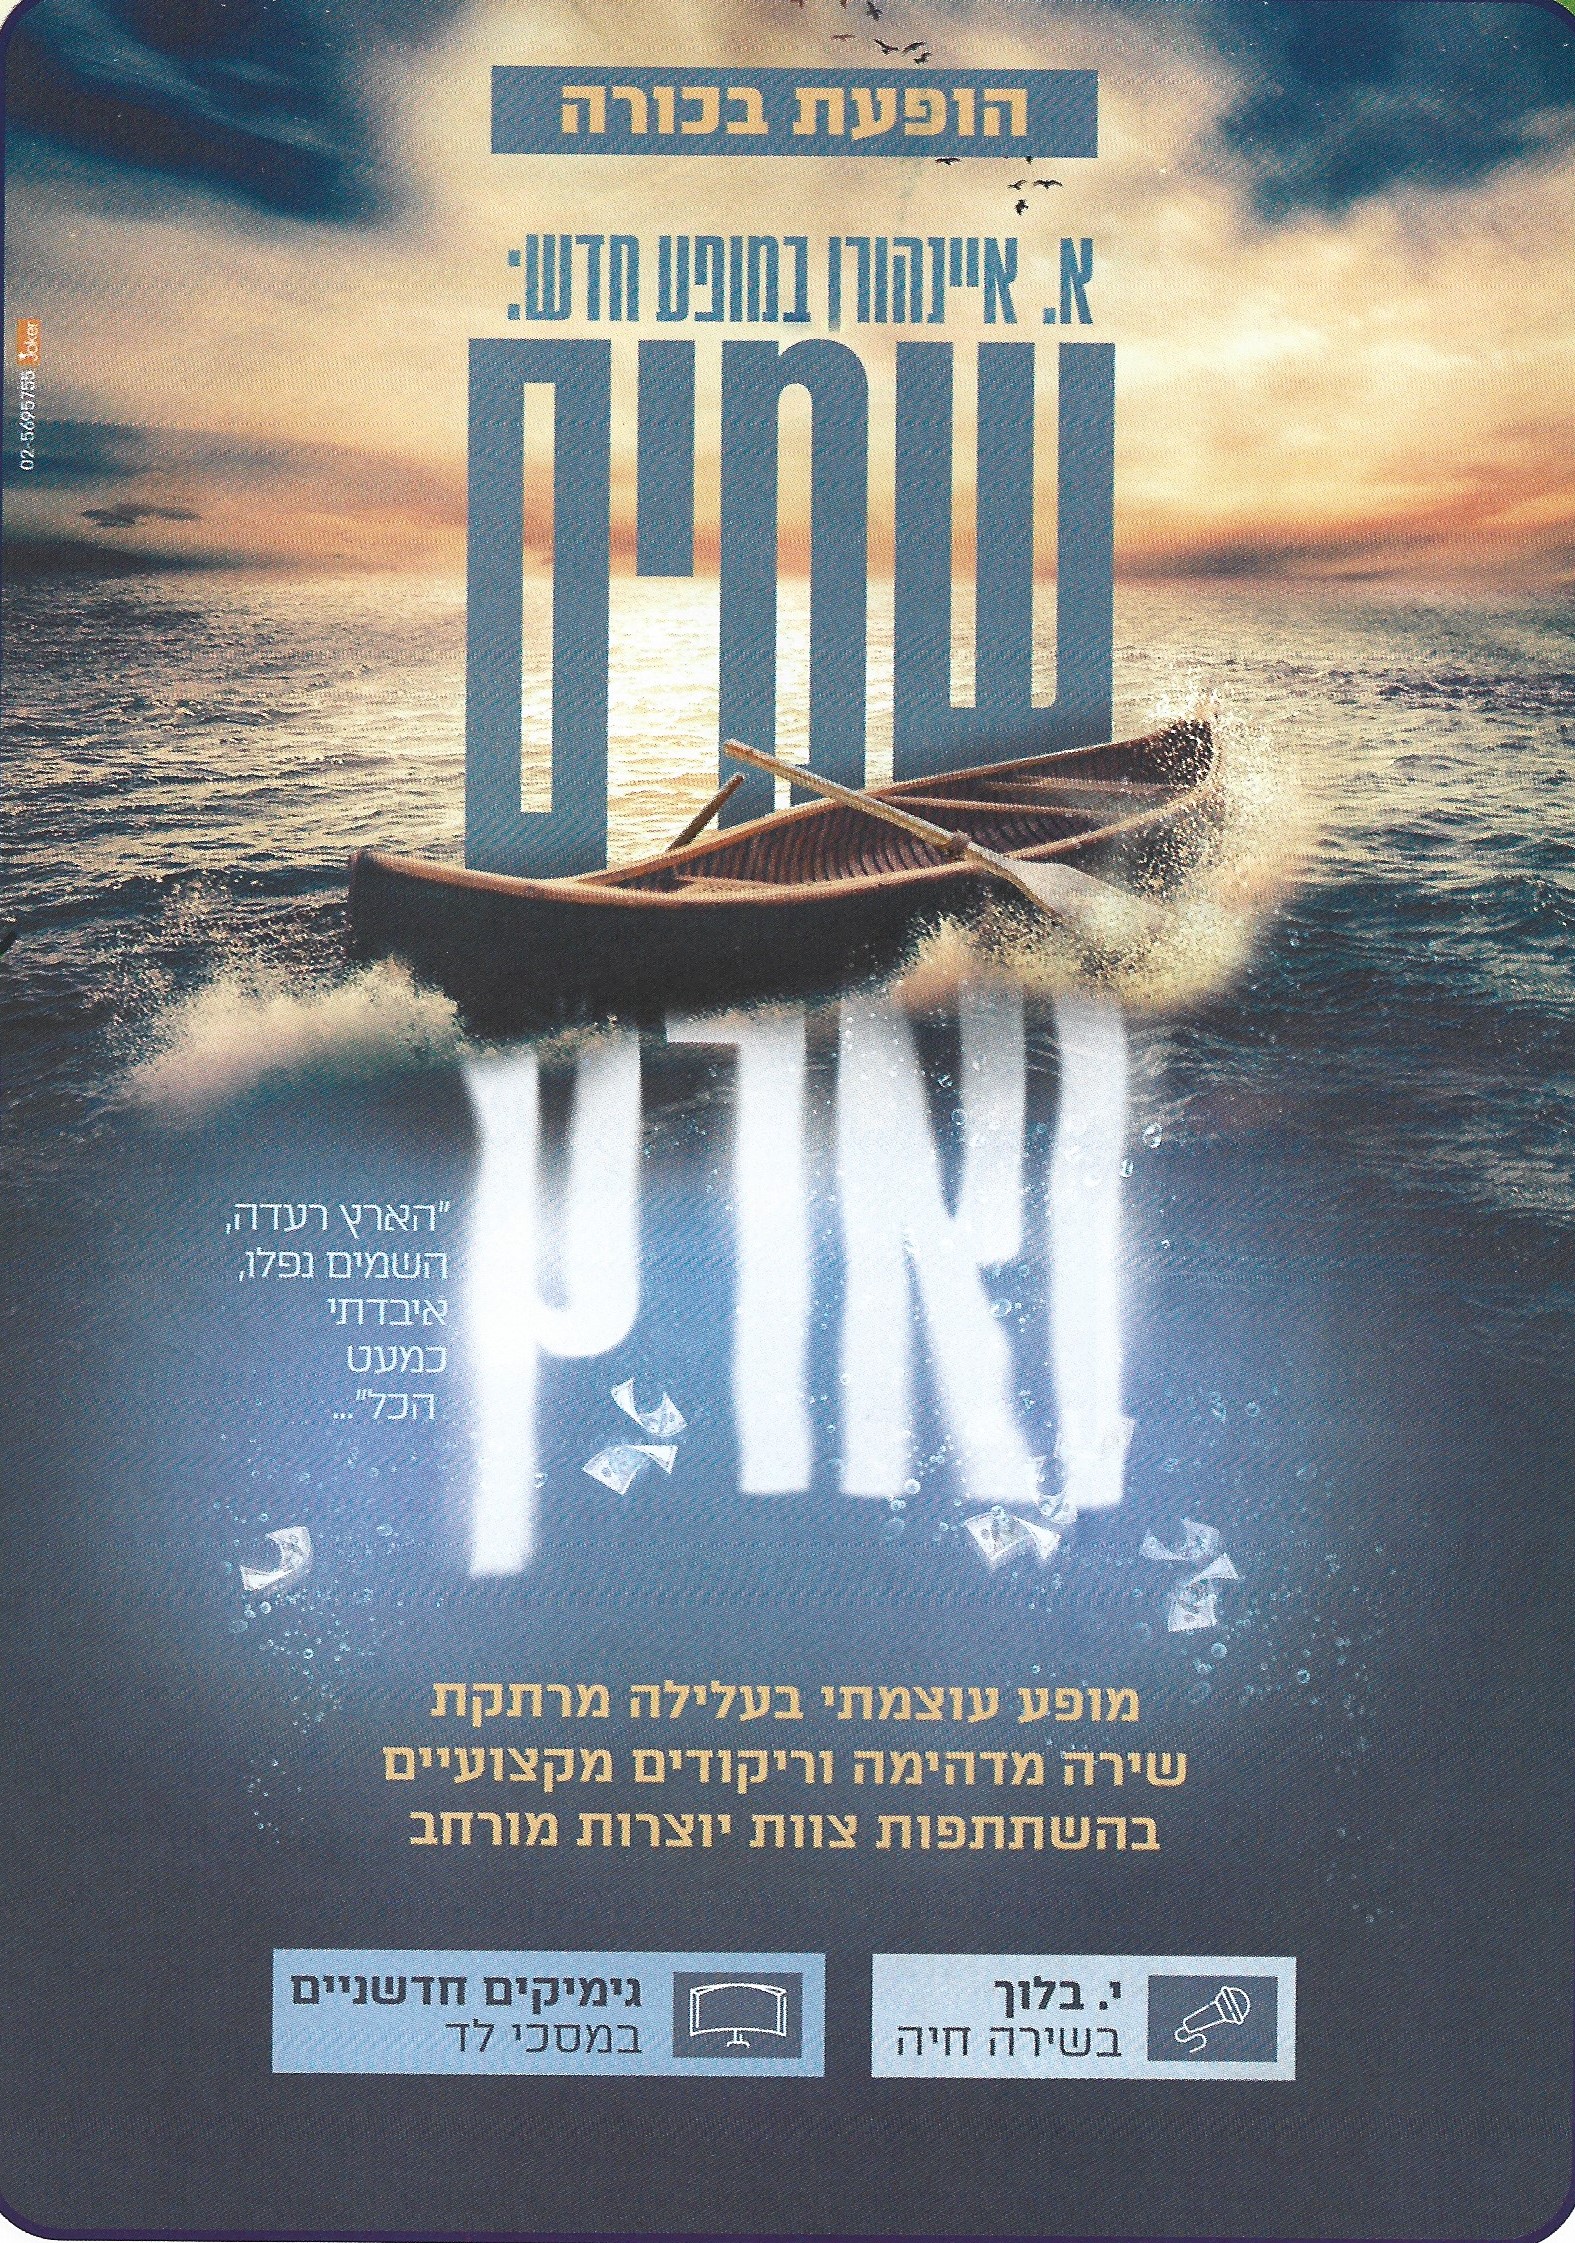 הופעת בכורה
א. איינהורן במופע חדש:
שמים
וארץ
"הארץ רעדה,
השמים נפלו,
איבדתי
כמעט
הכל"...
מופע עוצמתי בעלילה מרתקת
שירה מדהימה וריקודים מקצועיים
בהשתתפות צוות יוצרות מורחב
י. בלוך
בשירה חיה
גימיקים חדשניים
במסכי לד
02-5695755 Joker